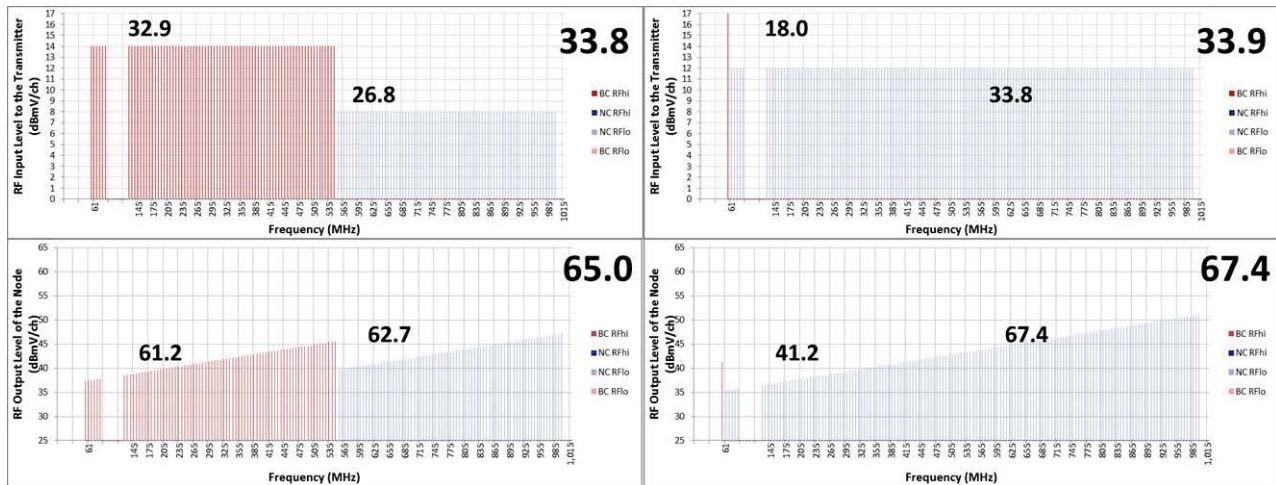 17
16
15
14
13
12
11
10
9
8
7
6
5
4
3
2
1
0
RF Input Level to the Transmitter
(dBmV/ch)
32.9
33.8
26.8
BC RFhi
NC RFhi
NC RFlo
BC RFlo
61 145 175 205 235 265 295 325 355 385 415 445 475 505 535 565 595 625 655 685 715 745 775 805 835 865 895 925 955 985 1015
Frequency (MHz)
17
16
15
14
13
12
11
10
9
8
7
6
5
4
3
2
1
0
RF Input Level to the Transmitter
(dBmV/ch)
18.0
33.9
33.8
BC RFhi
NC RFhi
NC RFlo
BC RFlo
61 145 175 205 235 265 295 325 355 385 415 445 475 505 535 565 595 625 655 685 715 745 775 805 835 865 895 925 955 985 1015
Frequency (MHz)
65
60
55
50
45
40
35
30
25
RF Output Level of the Node
(dBmV/ch)
65.0
61.2
62.7
BC RFhi
NC RFhi
NC RFlo
BC RFlo
61 145 175 205 235 265 295 325 355 385 415 445 475 505 535 565 595 625 655 685 715 745 775 805 835 865 895 925 955 985 1,015
Frequency (MHz)
65
60
55
50
45
40
35
30
25
RF Output Level of the Node
(dBmV/ch)
67.4
41.2
67.4
BC RFhi
NC RFhi
NC RFlo
BC RFlo
61 145 175 205 235 265 295 325 355 385 415 445 475 505 535 565 595 625 655 685 715 745 775 805 835 865 895 925 955 985 1,015
Frequency (MHz)